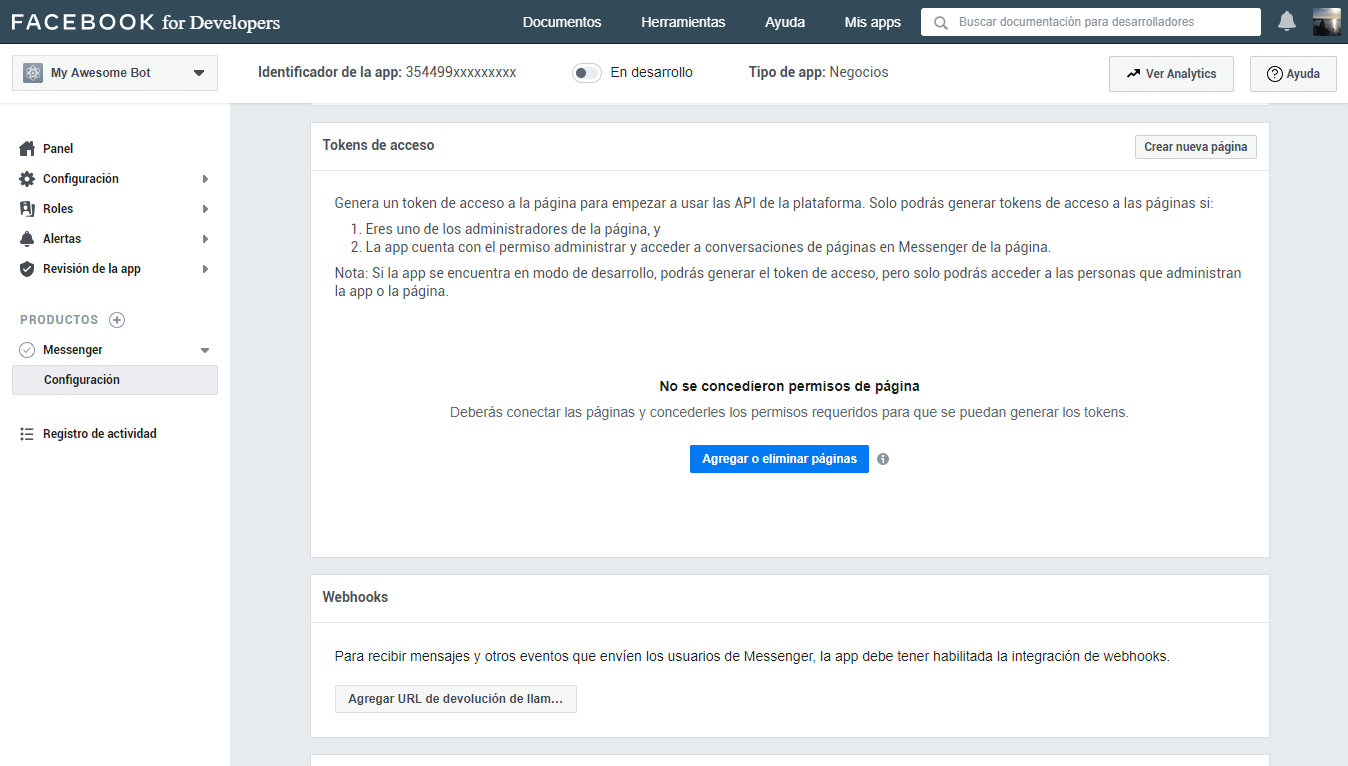 FACEBOOK for Developers
Documentos
Herramientas
Ayuda
Mis apps
Buscar documentación para desarrolladores
My Awesome Bot
Identificador de la app: 354499xxxxxxxxx
En desarrollo
Tipo de app: Negocios
Ver Analytics
Ayuda
Panel
Configuración
Roles
Alertas
Revisión de la app
PRODUCTOS
Messenger
Configuración
Registro de actividad
Tokens de acceso
Crear nueva página
Genera un token de acceso a la página para empezar a usar las API de la plataforma. Solo podrás generar tokens de acceso a las páginas si:
1. Eres uno de los administradores de la página, y
2. La app cuenta con el permiso administrar y acceder a conversaciones de páginas en Messenger de la página.
Nota: Si la app se encuentra en modo de desarrollo, podrás generar el token de acceso, pero solo podrás acceder a las personas que administran
la app o la página.
No se concedieron permisos de página
Deberás conectar las páginas y concederles los permisos requeridos para que se puedan generar los tokens.
Agregar o eliminar páginas
Webhooks
Para recibir mensajes y otros eventos que envíen los usuarios de Messenger, la app debe tener habilitada la integración de webhooks.
Agregar URL de devolución de llam...